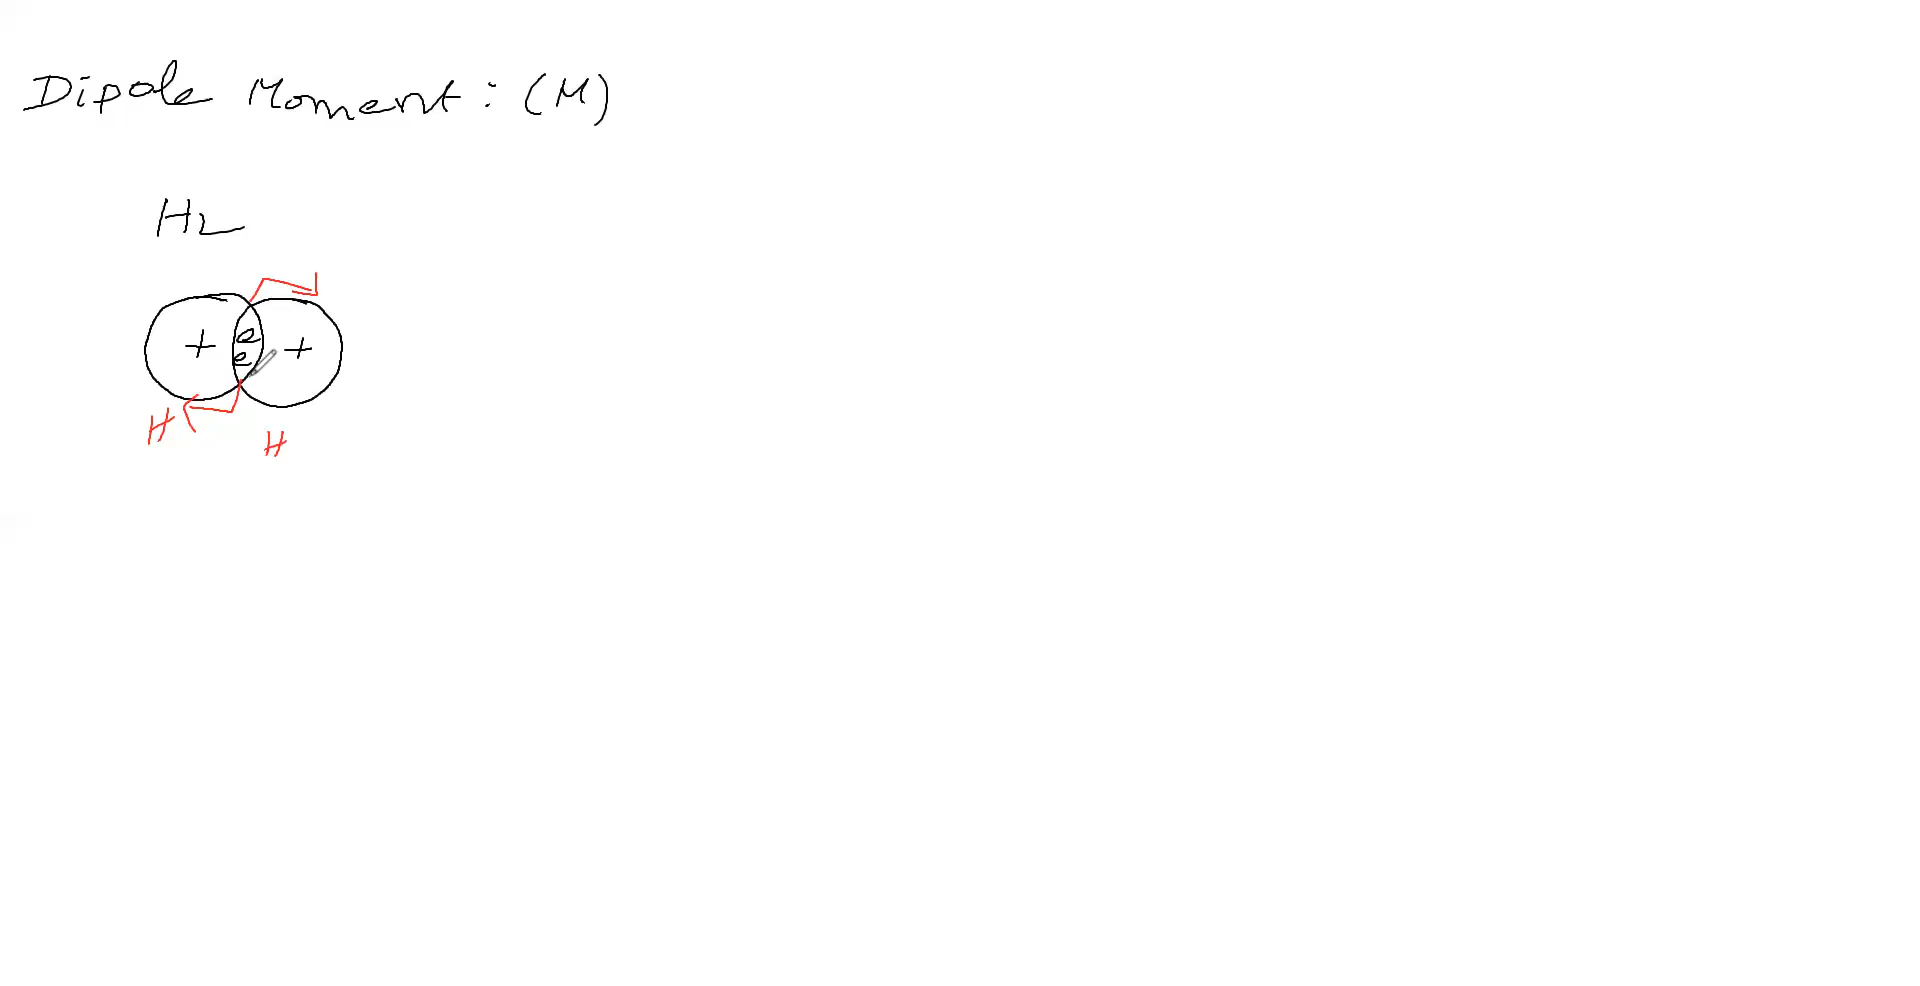 Dipole Moment : (M)
H2
+ e +
e
H H